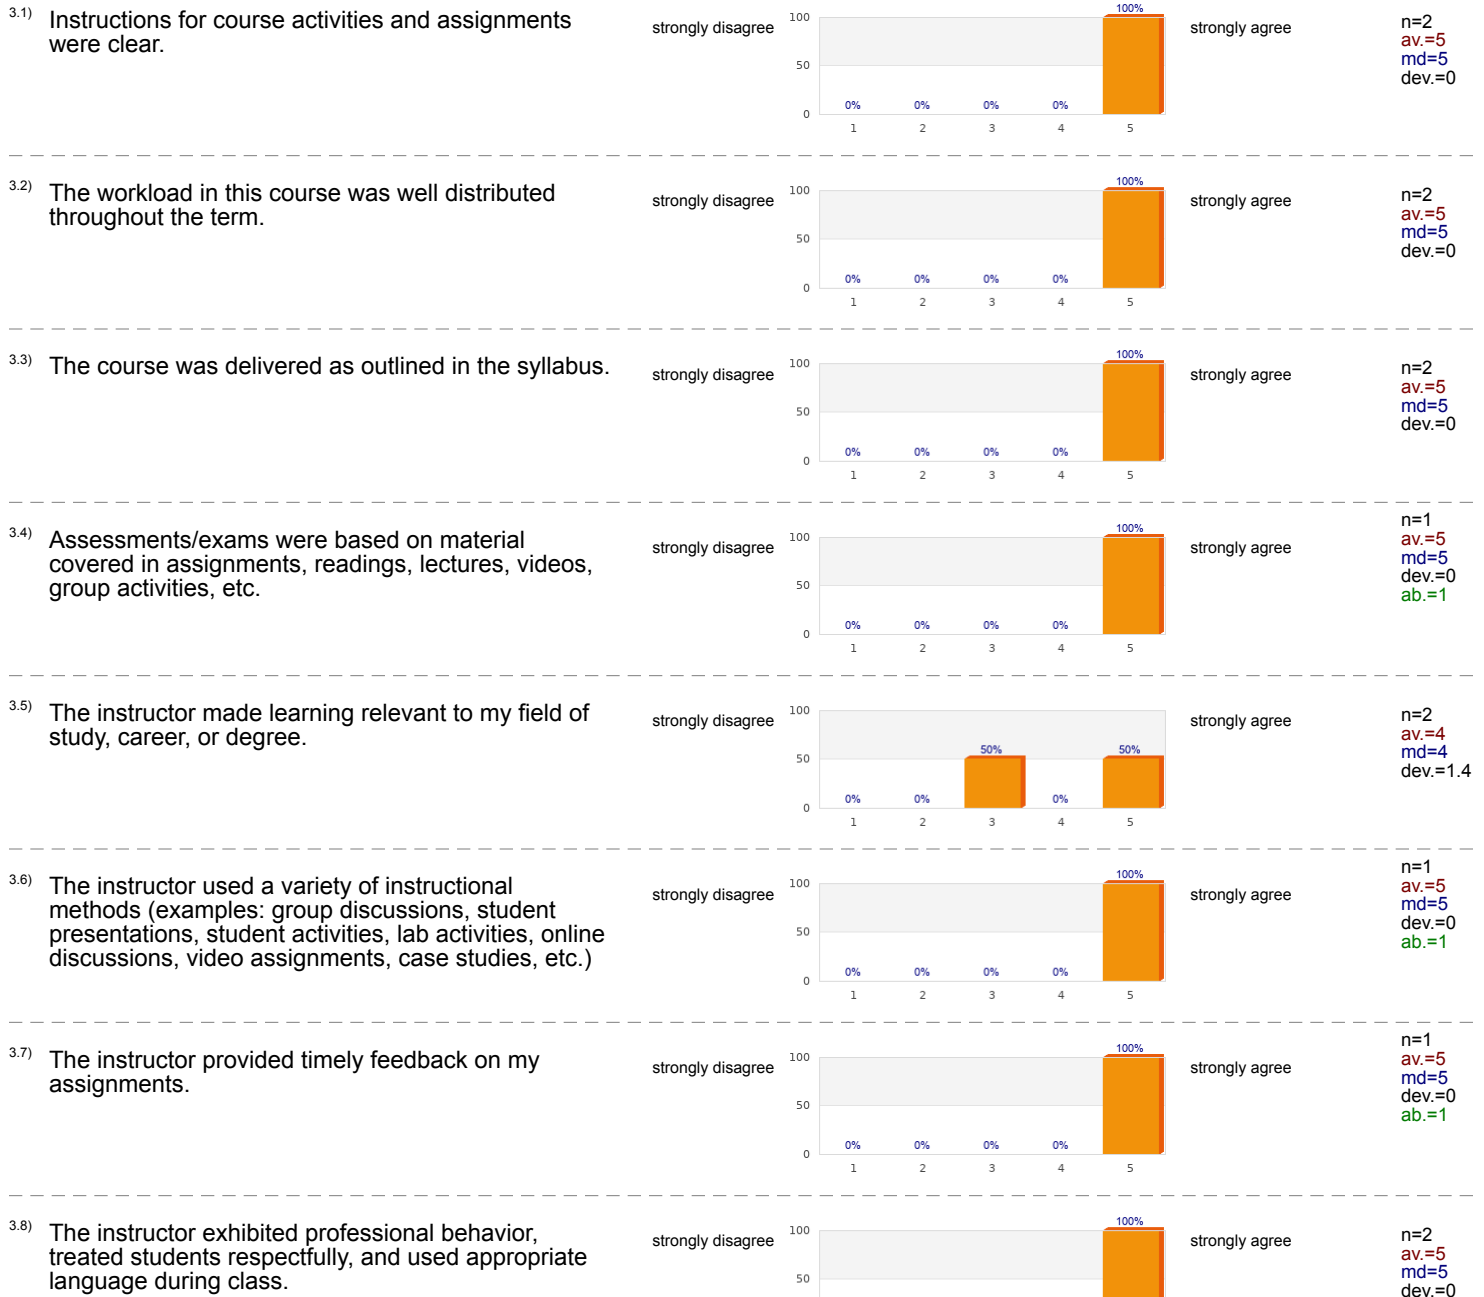 3.1) Instructions for course activities and assignments
were clear.
strongly disagree
100
50
0
0% 0% 0% 0% 100%
1 2 3 4 5
strongly agree
n=2
av.=5
md=5
dev.=0
3.2) The workload in this course was well distributed
throughout the term.
strongly disagree
100
50
0
0% 0% 0% 0% 100%
1 2 3 4 5
strongly agree
n=2
av.=5
md=5
dev.=0
3.3) The course was delivered as outlined in the syllabus.
strongly disagree
100
50
0
0% 0% 0% 0% 100%
1 2 3 4 5
strongly agree
n=2
av.=5
md=5
dev.=0
3.4) Assessments/exams were based on material
covered in assignments, readings, lectures, videos,
group activities, etc.
strongly disagree
100
50
0
0% 0% 0% 0% 100%
1 2 3 4 5
strongly agree
n=1
av.=5
md=5
dev.=0
ab.=1
3.5) The instructor made learning relevant to my field of
study, career, or degree.
strongly disagree
100
50
0
0% 0% 50% 0% 50%
1 2 3 4 5
strongly agree
n=2
av.=4
md=4
dev.=1.4
3.6) The instructor used a variety of instructional
methods (examples: group discussions, student
presentations, student activities, lab activities, online
discussions, video assignments, case studies, etc.)
strongly disagree
100
50
0
0% 0% 0% 0% 100%
1 2 3 4 5
strongly agree
n=1
av.=5
md=5
dev.=0
ab.=1
3.7) The instructor provided timely feedback on my
assignments.
strongly disagree
100
50
0
0% 0% 0% 0% 100%
1 2 3 4 5
strongly agree
n=1
av.=5
md=5
dev.=0
ab.=1
3.8) The instructor exhibited professional behavior,
treated students respectfully, and used appropriate
language during class.
strongly disagree
100
50
100%
strongly agree
n=2
av.=5
md=5
dev.=0